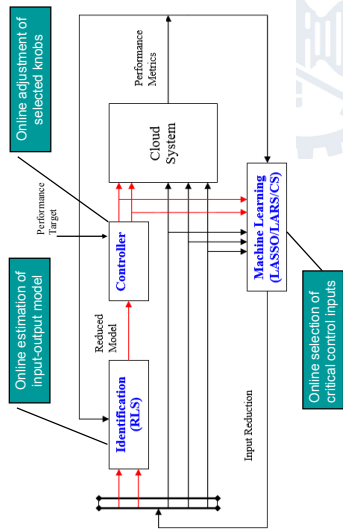 Online estimation of
input-output model
Online adjustment of
selected knobs
Performance
Target
Identification
(RLS)
Reduced
Model
Controller
Cloud
System
Performance
Metrics
Machine Learning
(LASSO/LARS/CS)
Input Reduction
Online selection of
critical control inputs